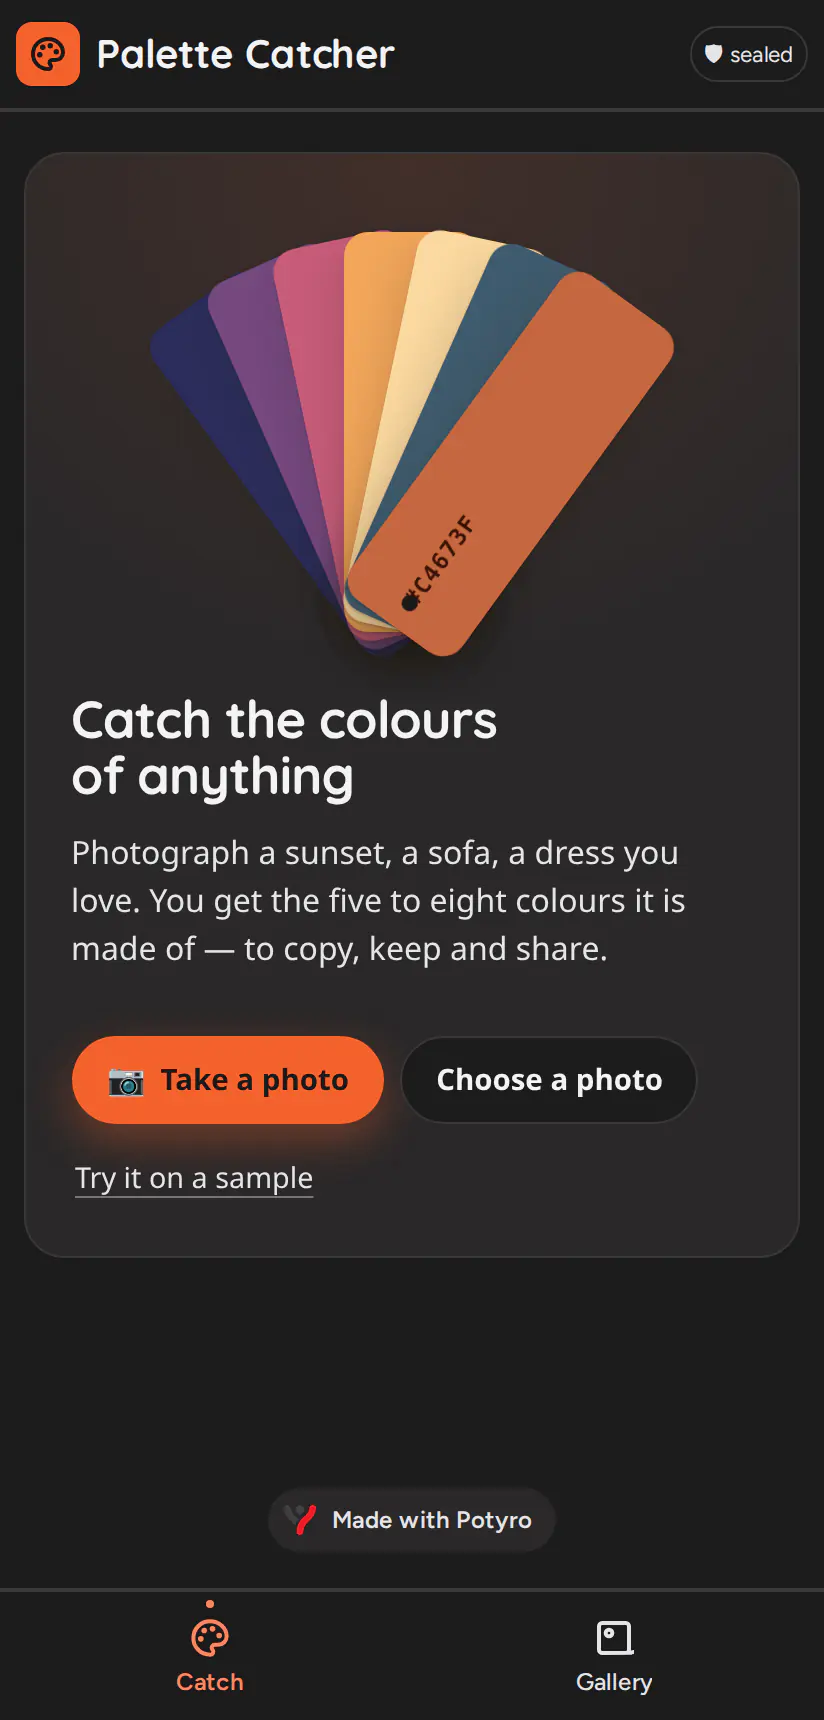 Palette Catcher
sealed
#C4673F
Catch the colours
of anything
Photograph a sunset, a sofa, a dress you
love. You get the five to eight colours it is
made of — to copy, keep and share.
Take a photo
Choose a photo
Try it on a sample
Made with Potyro
Catch
Gallery